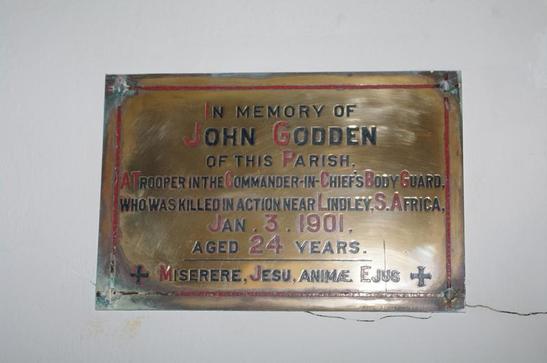 IN MEMORY OF
JOHN GODDEN
OF THIS PARISH,
A TROOPER IN THE COMMANDER-IN-CHIEF'S BODY GUARD,
WHO WAS KILLED IN ACTION NEAR LINDLEY, S. AFRICA,
JAN. 3. 1901.
AGED 24 YEARS.
MISERERE, JESU, ANIMÆ EJUS